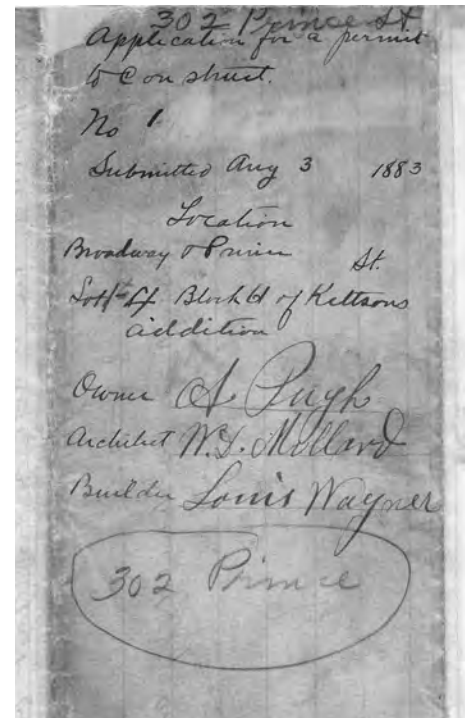 302 Prince St
Application for a permit
to Construct.
No 1
Submitted Aug 3 1883
Location
Broadway & Prince St.
Lot 4 Block of Kittsons
addition
Owner A Pugh
Architect W.D. Millard
Builder Louis Wagner
302 Prince